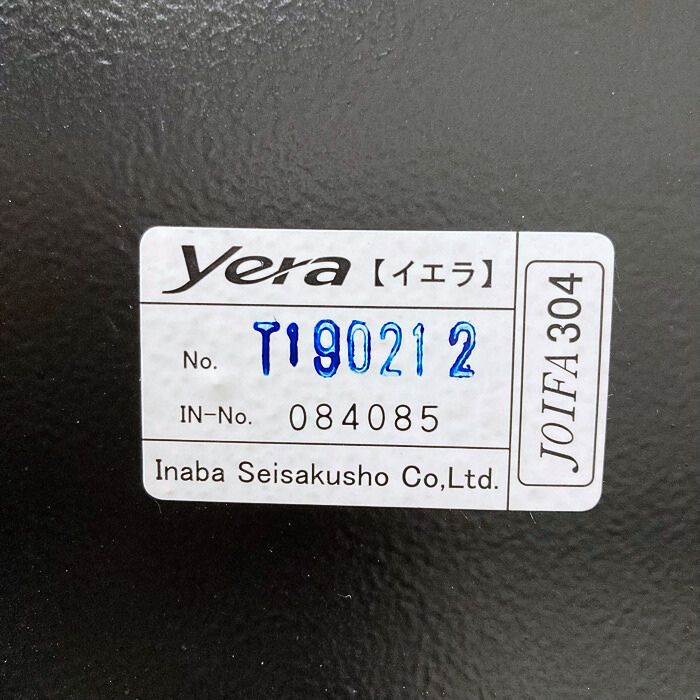 yera【イエラ】
No. T190212
IN-No. 084085
Inaba Seisakusho Co,Ltd.
JOIFA304